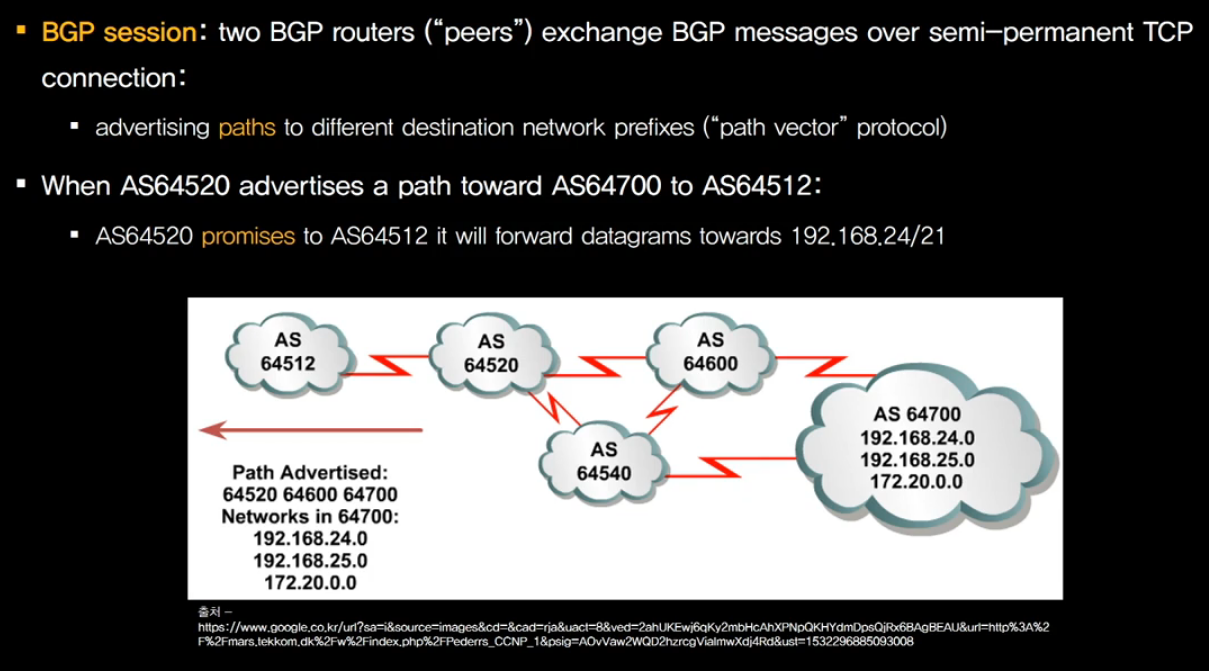 ▪ BGP session: two BGP routers (“peers”) exchange BGP messages over semi-permanent TCP
connection:
▪ advertising paths to different destination network prefixes (“path vector” protocol)
▪ When AS64520 advertises a path toward AS64700 to AS64512:
▪ AS64520 promises to AS64512 it will forward datagrams towards 192.168.24/21
AS
64512
AS
64520
AS
64600
AS 64700
192.168.24.0
192.168.25.0
172.20.0.0
AS
64540
Path Advertised:
64520 64600 64700
Networks in 64700:
192.168.24.0
192.168.25.0
172.20.0.0
출처 –
https://www.google.co.kr/url?sa=i&source=images&cd=&cad=rja&uact=8&ved=2ahUKEwj6qKy2mbHcAhXPNpQKHYdmDpsQjRx6BAgBEAU&url=http%3A%2
F%2Fmars.tekkom.dk%2Fw%2Findex.php%2FPederrs_CCNP_1&psig=AOvVaw2WQD2hzrcgVialmwXdj4Rd&ust=1532296885093008